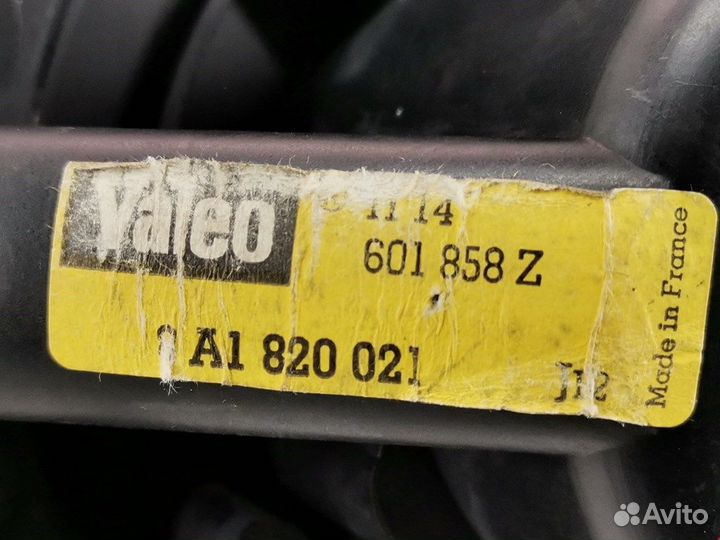 Valeo
11 14
601 858 Z
A1 820 021
J12
Made in France
Avito